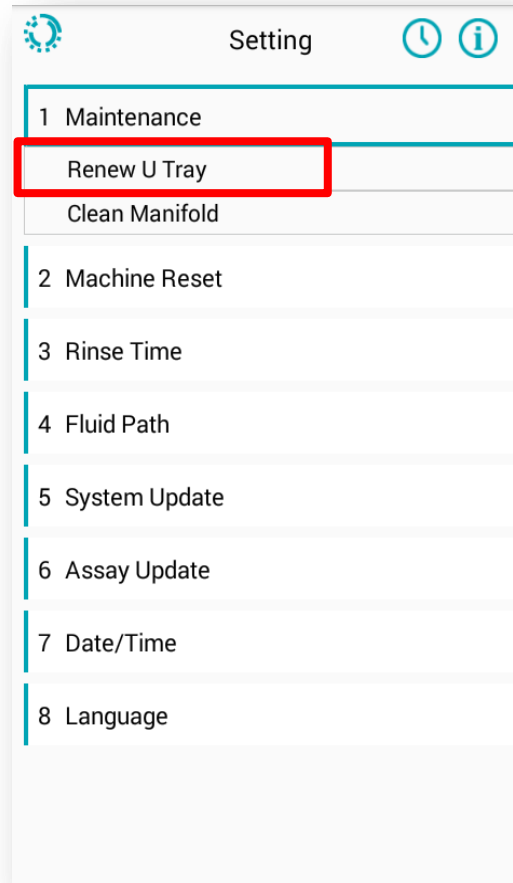 Setting
1 Maintenance
Renew U Tray
Clean Manifold
2 Machine Reset
3 Rinse Time
4 Fluid Path
5 System Update
6 Assay Update
7 Date/Time
8 Language